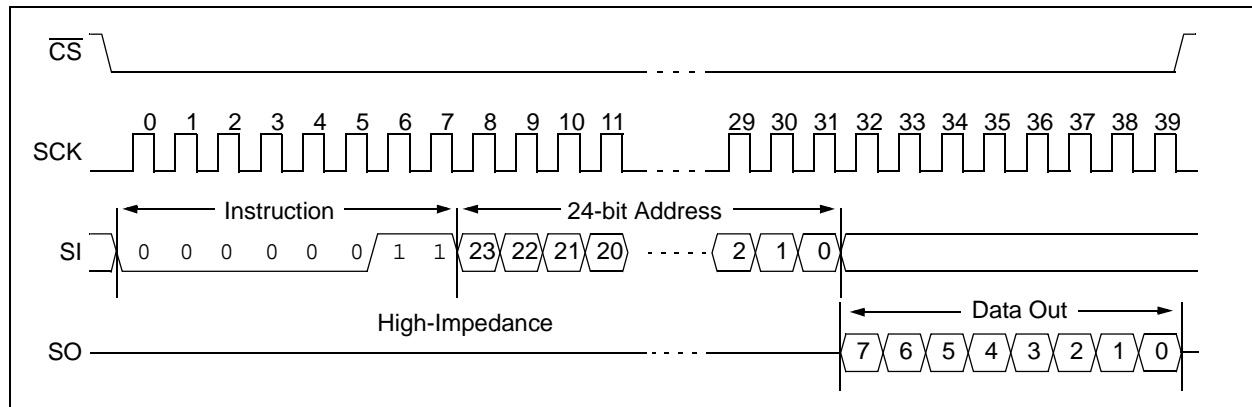 CS
0 1 2 3 4 5 6 7 8 9 10 11 29 30 31 32 33 34 35 36 37 38 39
SCK
Instruction 24-bit Address
SI 0 0 0 0 0 0 1 1 23 22 21 20 2 1 0
High-Impedance Data Out
SO 7 6 5 4 3 2 1 0